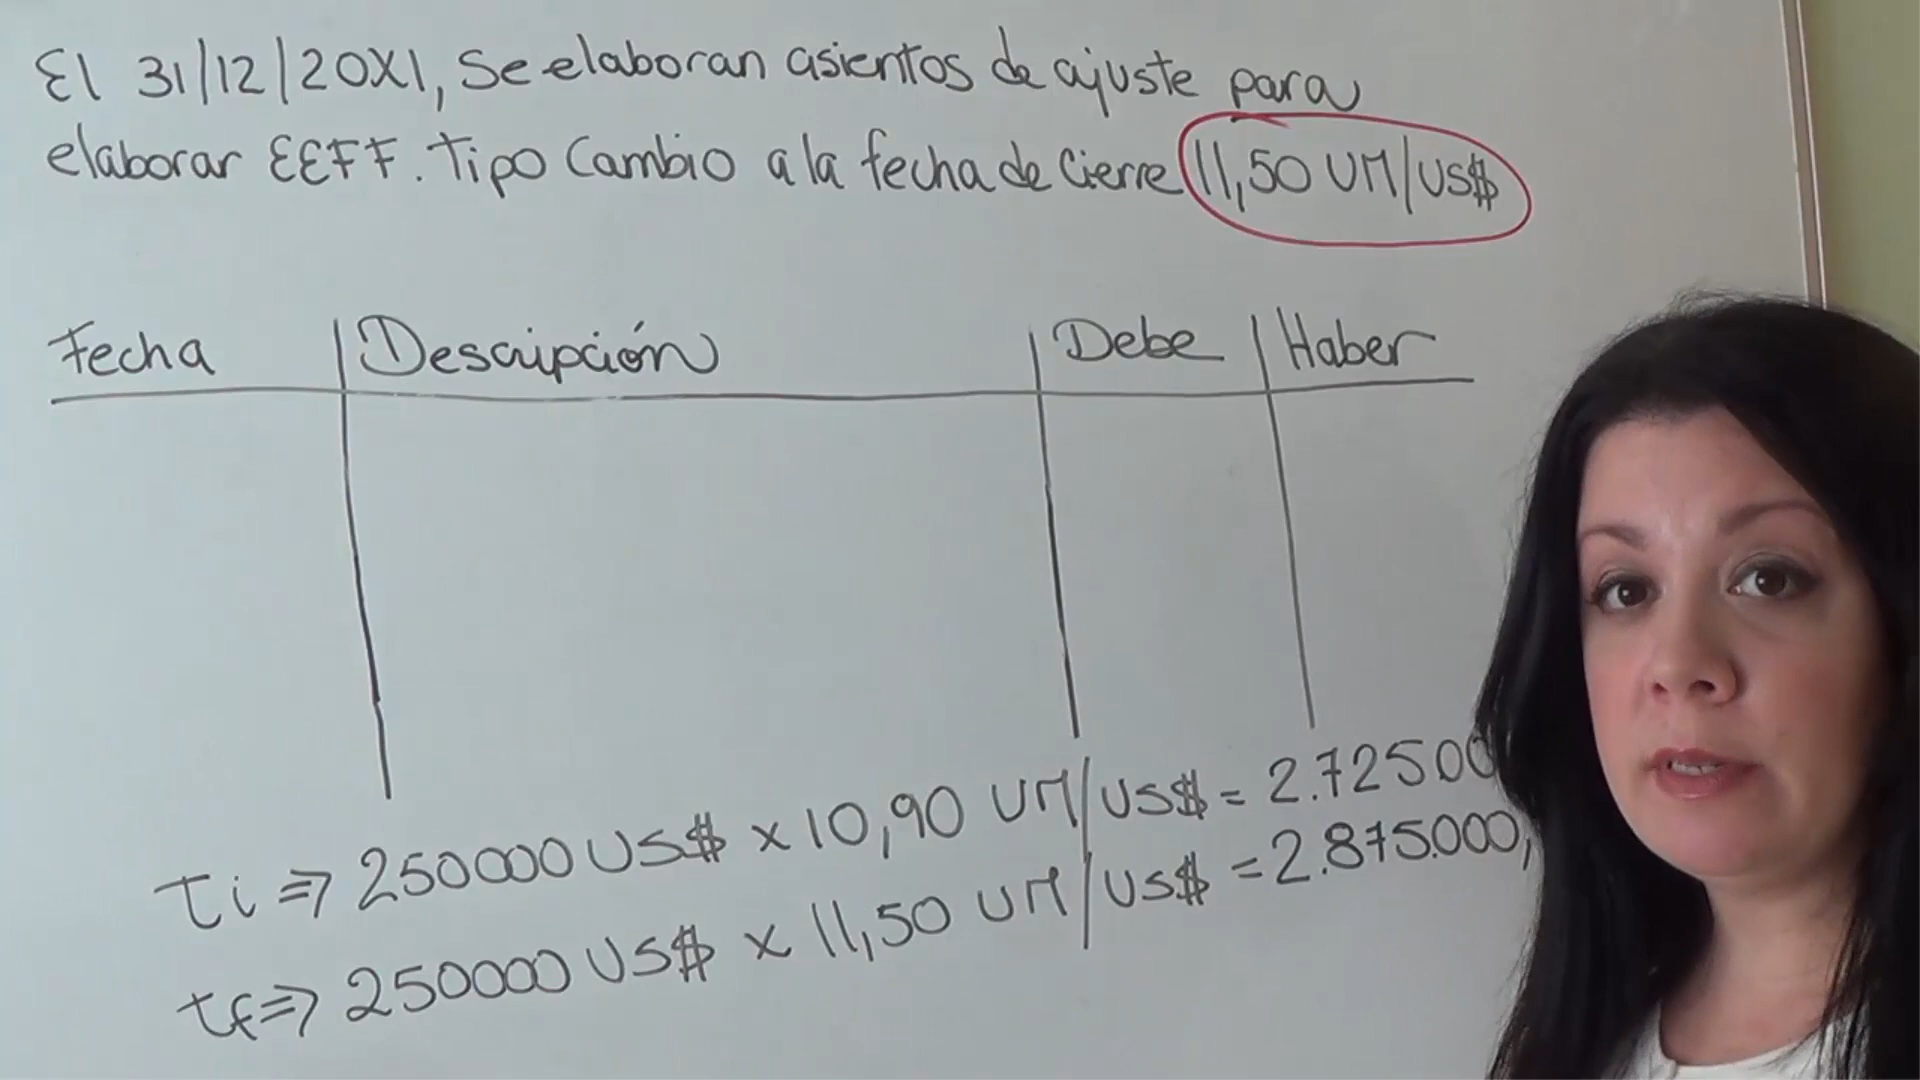 El 31/12/20X1, Se elaboran asientos de ajuste para
elaborar EEFF. Tipo Cambio a la fecha de Cierre 11,50 UM/US$
Fecha Descripción Debe Haber
ti => 250000 US$ x 10,90 UM/US$ = 2.72500
tf => 250000 US$ x 11,50 UM/US$ = 2.875.000,